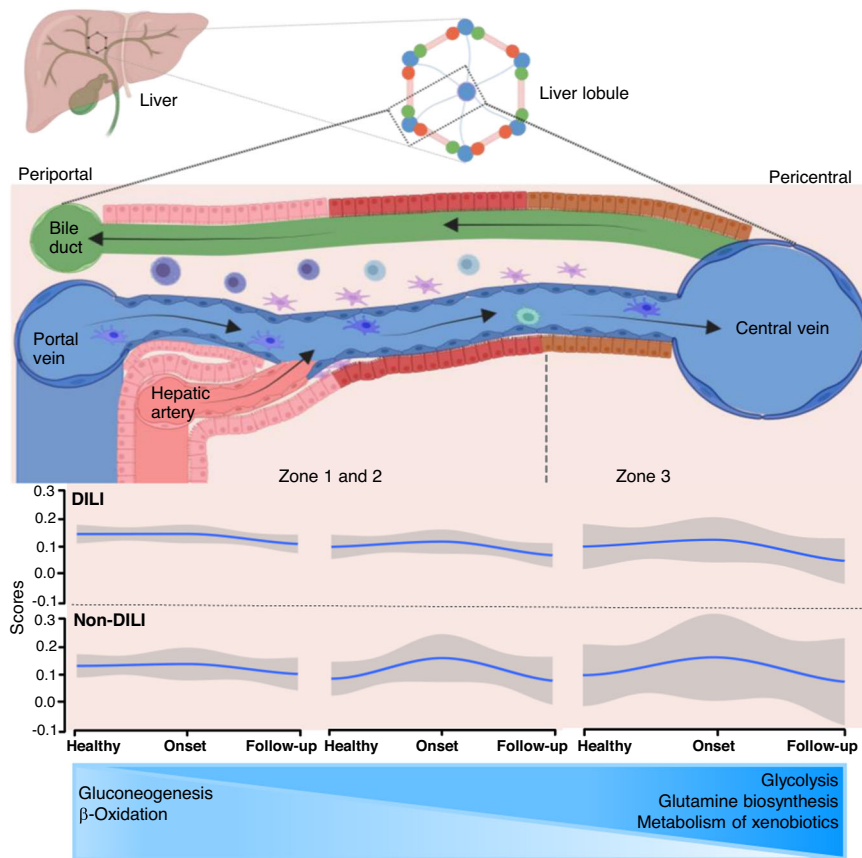 Liver
Liver lobule
Periportal
Pericentral
Bile
duct
Portal
vein
Central vein
Hepatic
artery
Zone 1 and 2
Zone 3
Scores
DILI
0.3
0.2
0.1
0.0
-0.1
Non-DILI
0.3
0.2
0.1
0.0
-0.1
Healthy Onset Follow-up Healthy Onset Follow-up Healthy Onset Follow-up
Gluconeogenesis
β-Oxidation
Glycolysis
Glutamine biosynthesis
Metabolism of xenobiotics